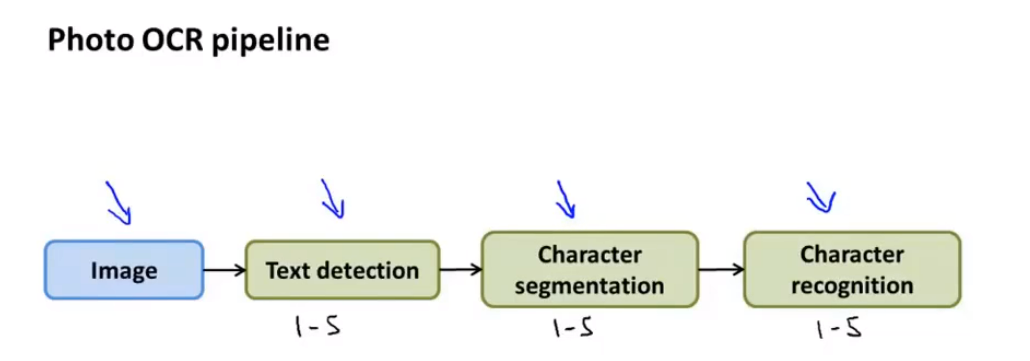 Photo OCR pipeline
Image
Text detection
Character
segmentation
Character
recognition
1-5
1-5
1-5